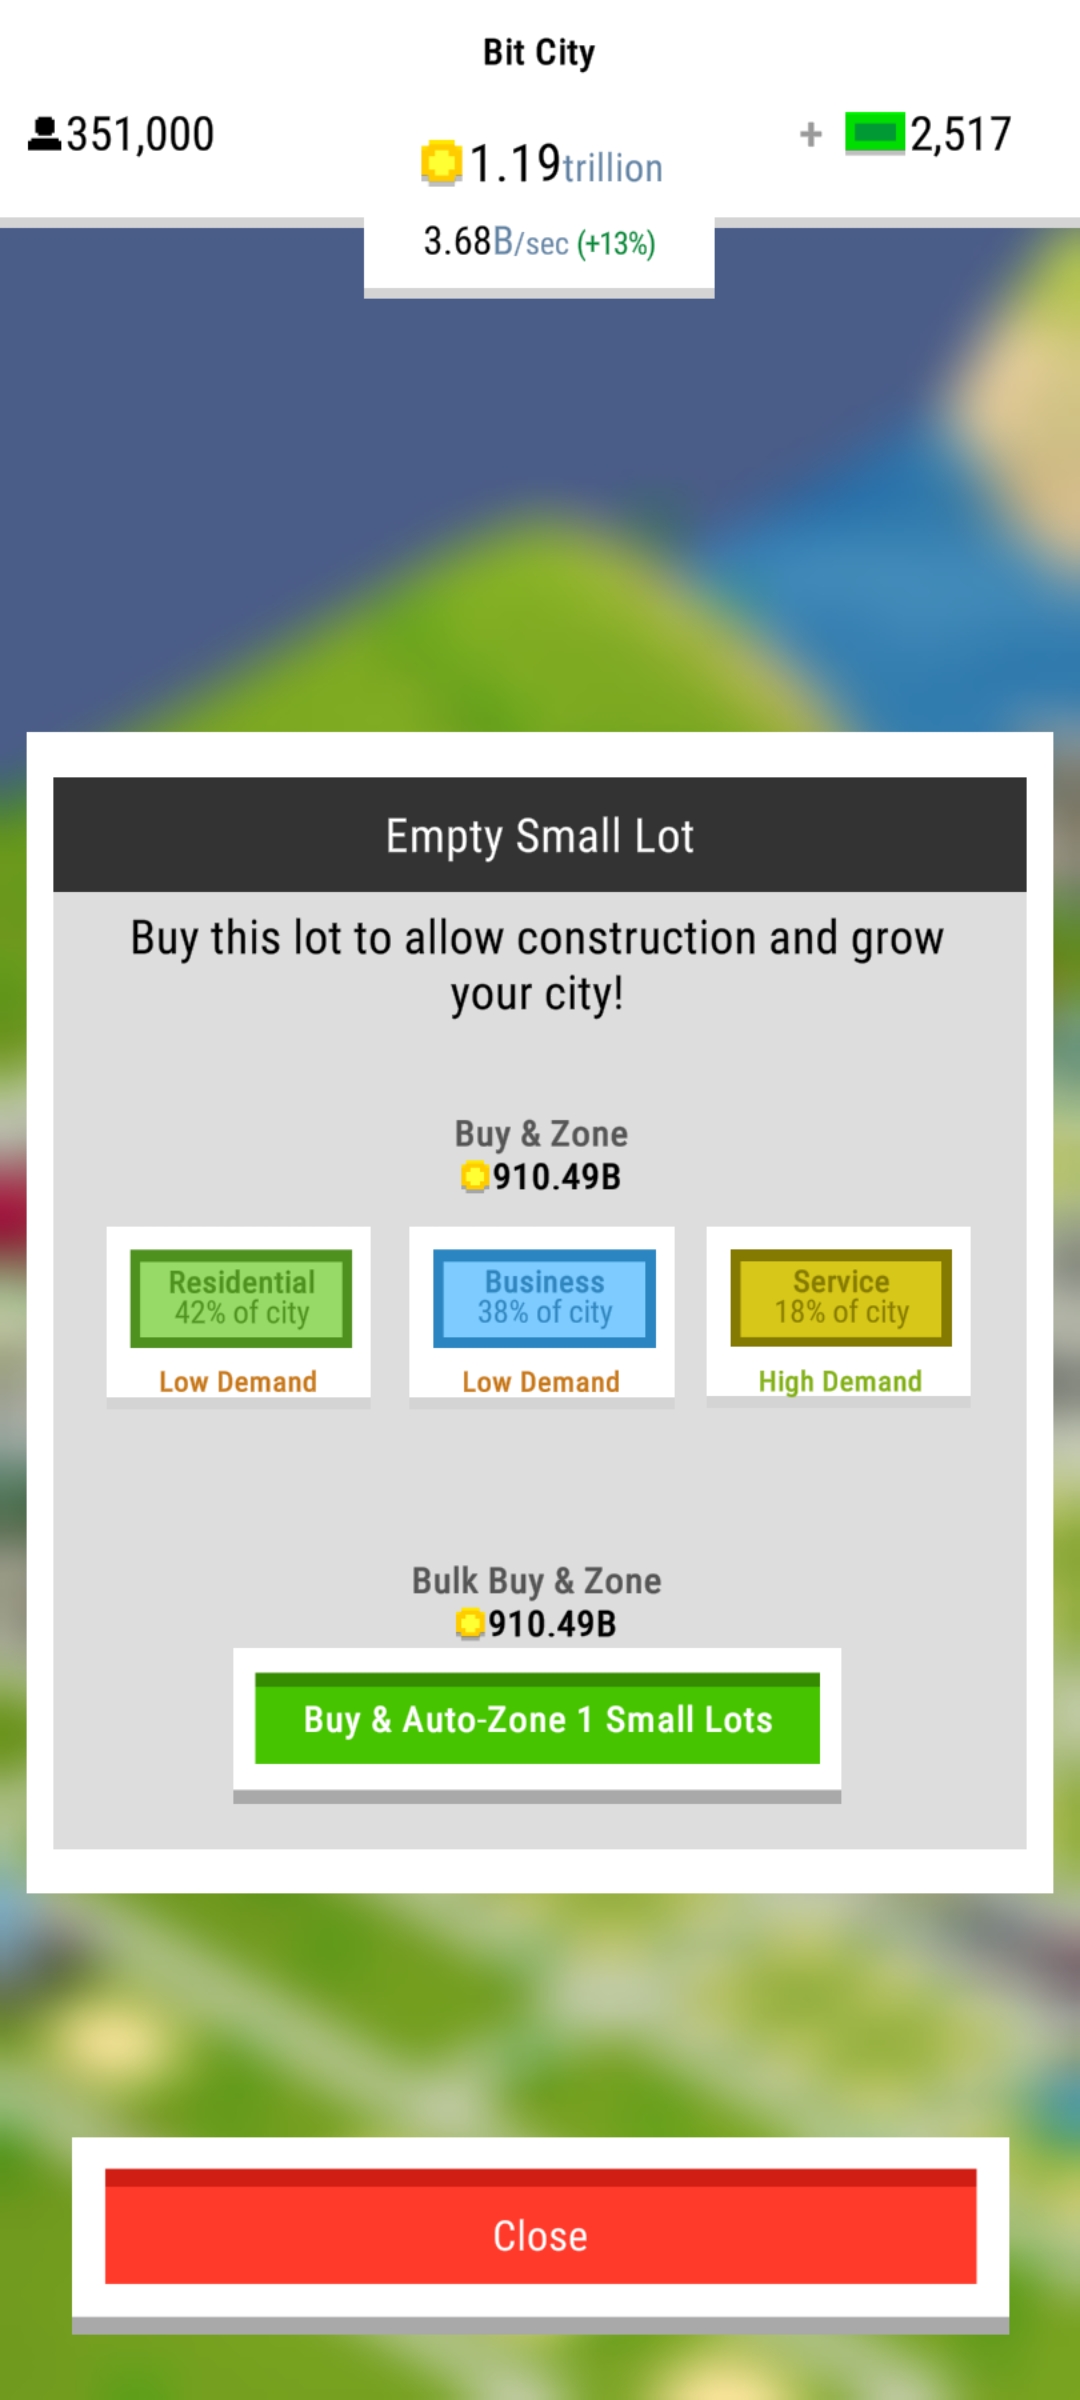 Bit City
351,000
1.19trillion
+ 2,517
3.68B/sec (+13%)
Empty Small Lot
Buy this lot to allow construction and grow
your city!
Buy & Zone
910.49B
Residential
42% of city
Low Demand
Business
38% of city
Low Demand
Service
18% of city
High Demand
Bulk Buy & Zone
910.49B
Buy & Auto-Zone 1 Small Lots
Close